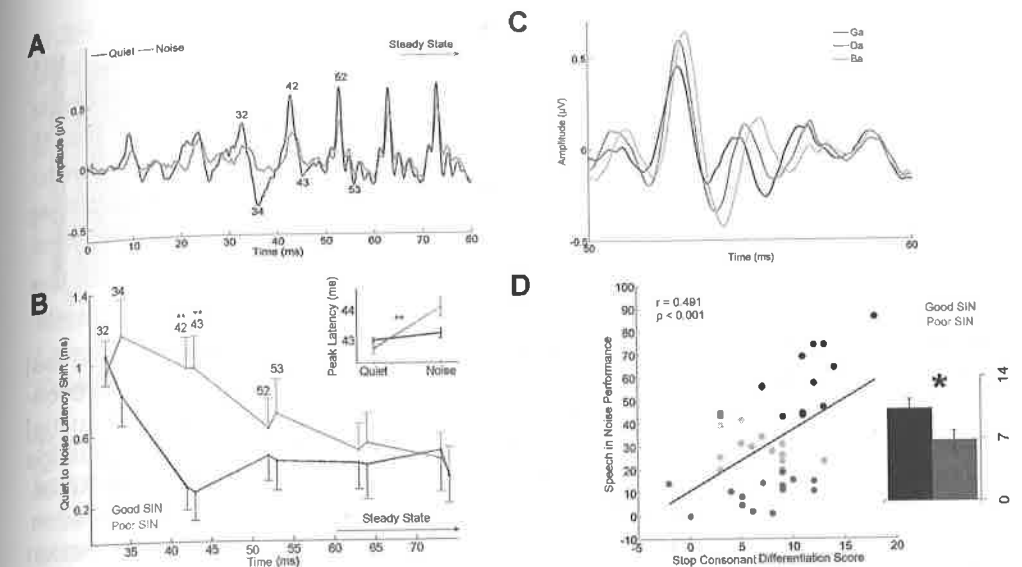 A
Quiet Noise
Steady State
Amplitude (µV)
0.5
0
-0.5
32
34
42
43
52
53
0 10 20 30 40 50 60 70 80
Time (ms)
B
Quiet to Noise Latency Shift (ms)
1.4
1
0.6
0.2
32
34
** **
42 43
52
53
Peak Latency (ms)
44
43
**
Quiet Noise
Good SIN
Poor SIN
Steady State
35 40 45 50 55 60 65 70
Time (ms)
C
Ga
Da
Ba
Amplitude (µV)
0.5
0
-0.5
50 60
Time (ms)
D
r = 0.491
p < 0.001
Speech in Noise Performance
100
90
80
70
60
50
40
30
20
10
0
-10
-5 0 5 10 15 20
Stop Consonant Differentiation Score
Good SIN
Poor SIN
*
14
7
0